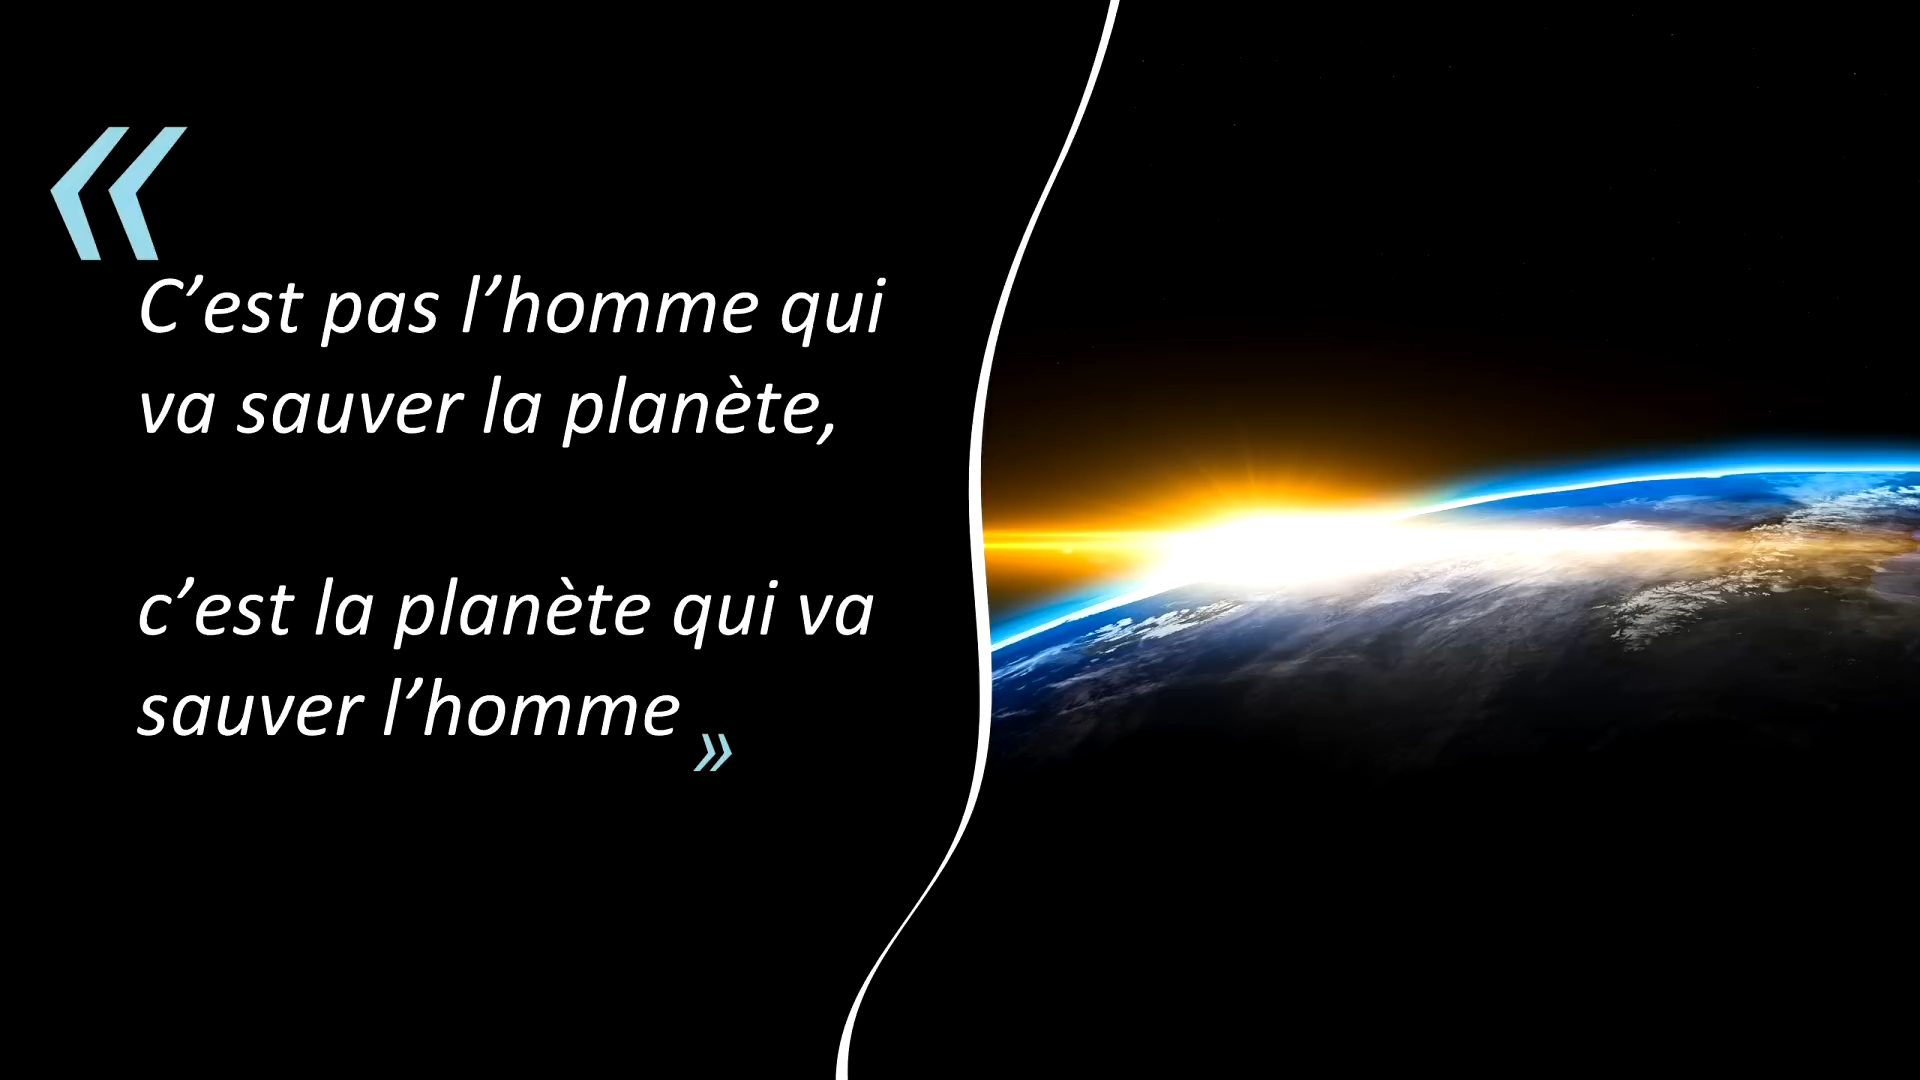 «
C’est pas l’homme qui
va sauver la planète,
c’est la planète qui va
sauver l’homme »